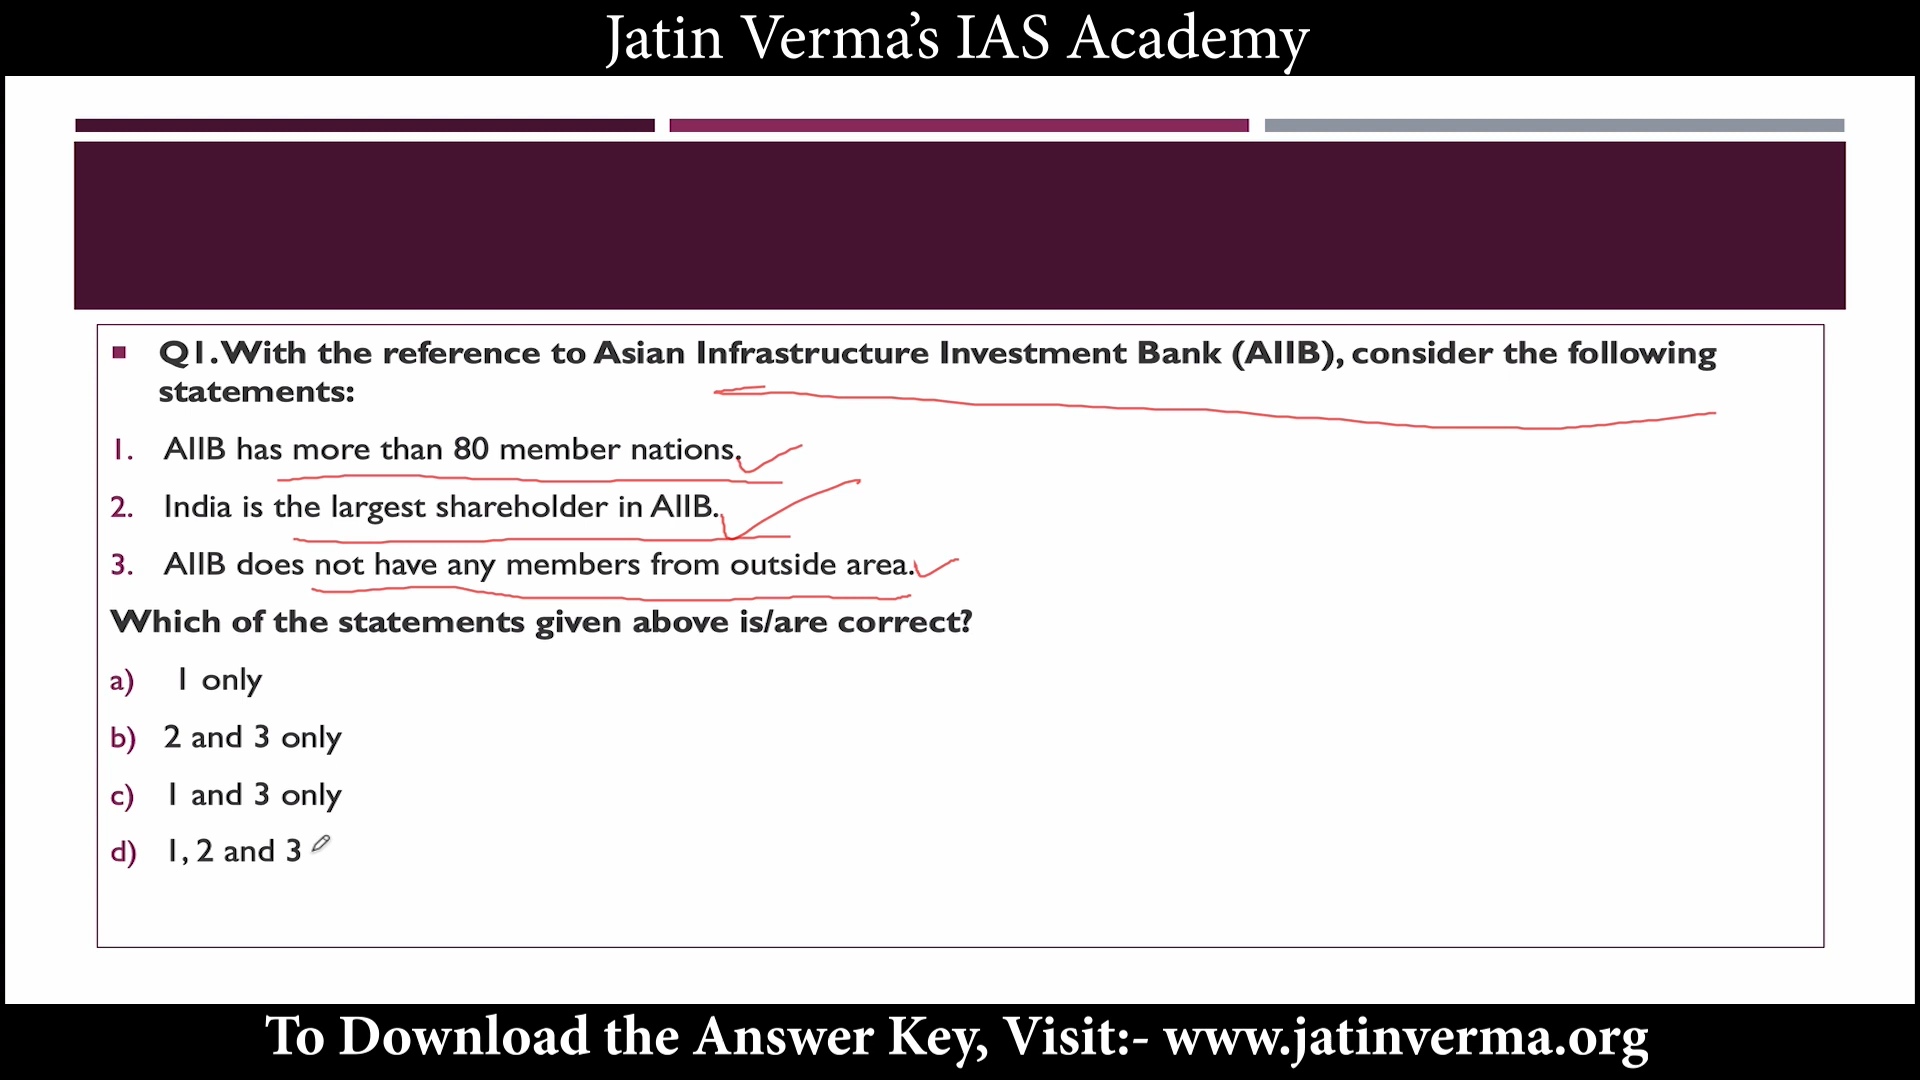 Jatin Verma's IAS Academy
Q1. With the reference to Asian Infrastructure Investment Bank (AIIB), consider the following
statements:
1. AIIB has more than 80 member nations.
2. India is the largest shareholder in AIIB.
3. AIIB does not have any members from outside area.
Which of the statements given above is/are correct?
a) 1 only
b) 2 and 3 only
c) 1 and 3 only
d) 1, 2 and 3
To Download the Answer Key, Visit:- www.jatinverma.org